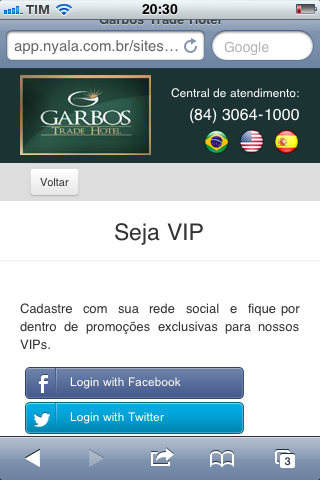 TIM 20:30
Garbos Trade Hotel
app.nyala.com.br/sites... Google
GARBOS
TRADE HOTEL
Central de atendimento:
(84) 3064-1000
Voltar
Seja VIP
Cadastre com sua rede social e fique por
dentro de promoções exclusivas para nossos
VIPs.
f Login with Facebook
Login with Twitter
3